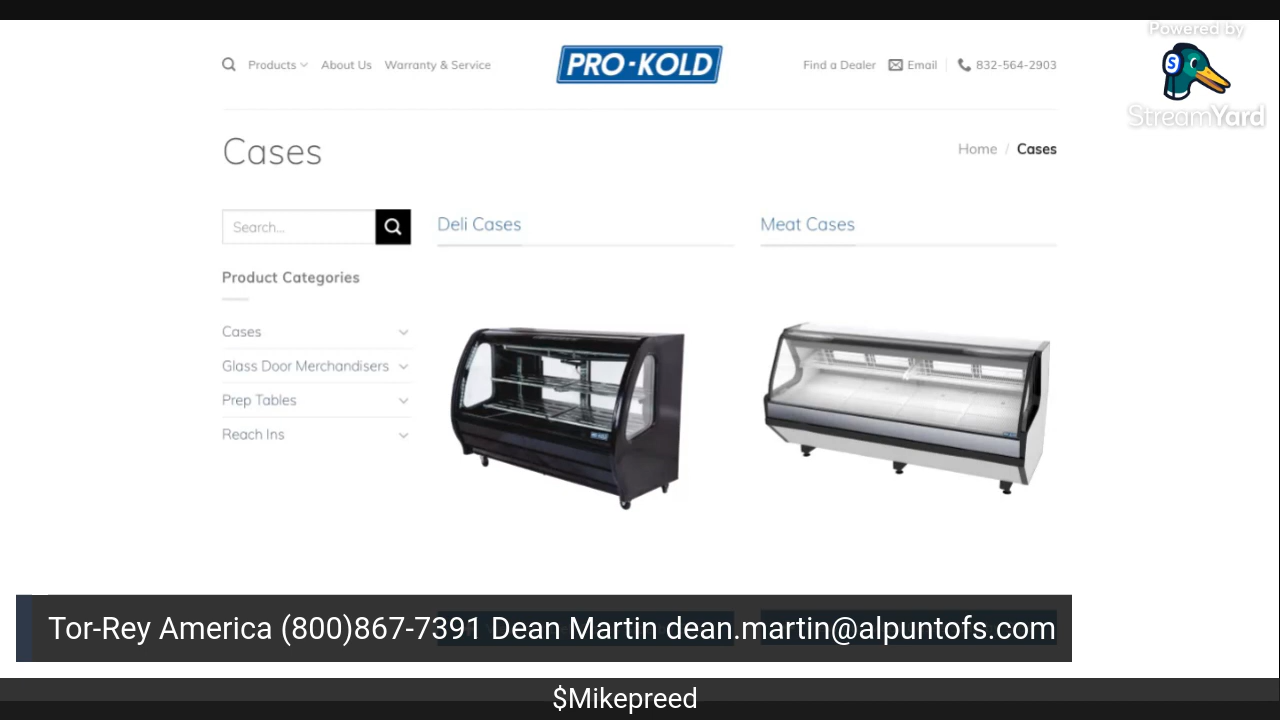 Powered by
StreamYard
Products
About Us
Warranty & Service
PRO-KOLD
Find a Dealer
Email
832-564-2903
Cases
Home / Cases
Search...
Deli Cases
Meat Cases
Product Categories
Cases
Glass Door Merchandisers
Prep Tables
Reach Ins
PRO-KOLD
Tor-Rey America (800)867-7391 Dean Martin dean.martin@alpuntofs.com
$Mikepreed